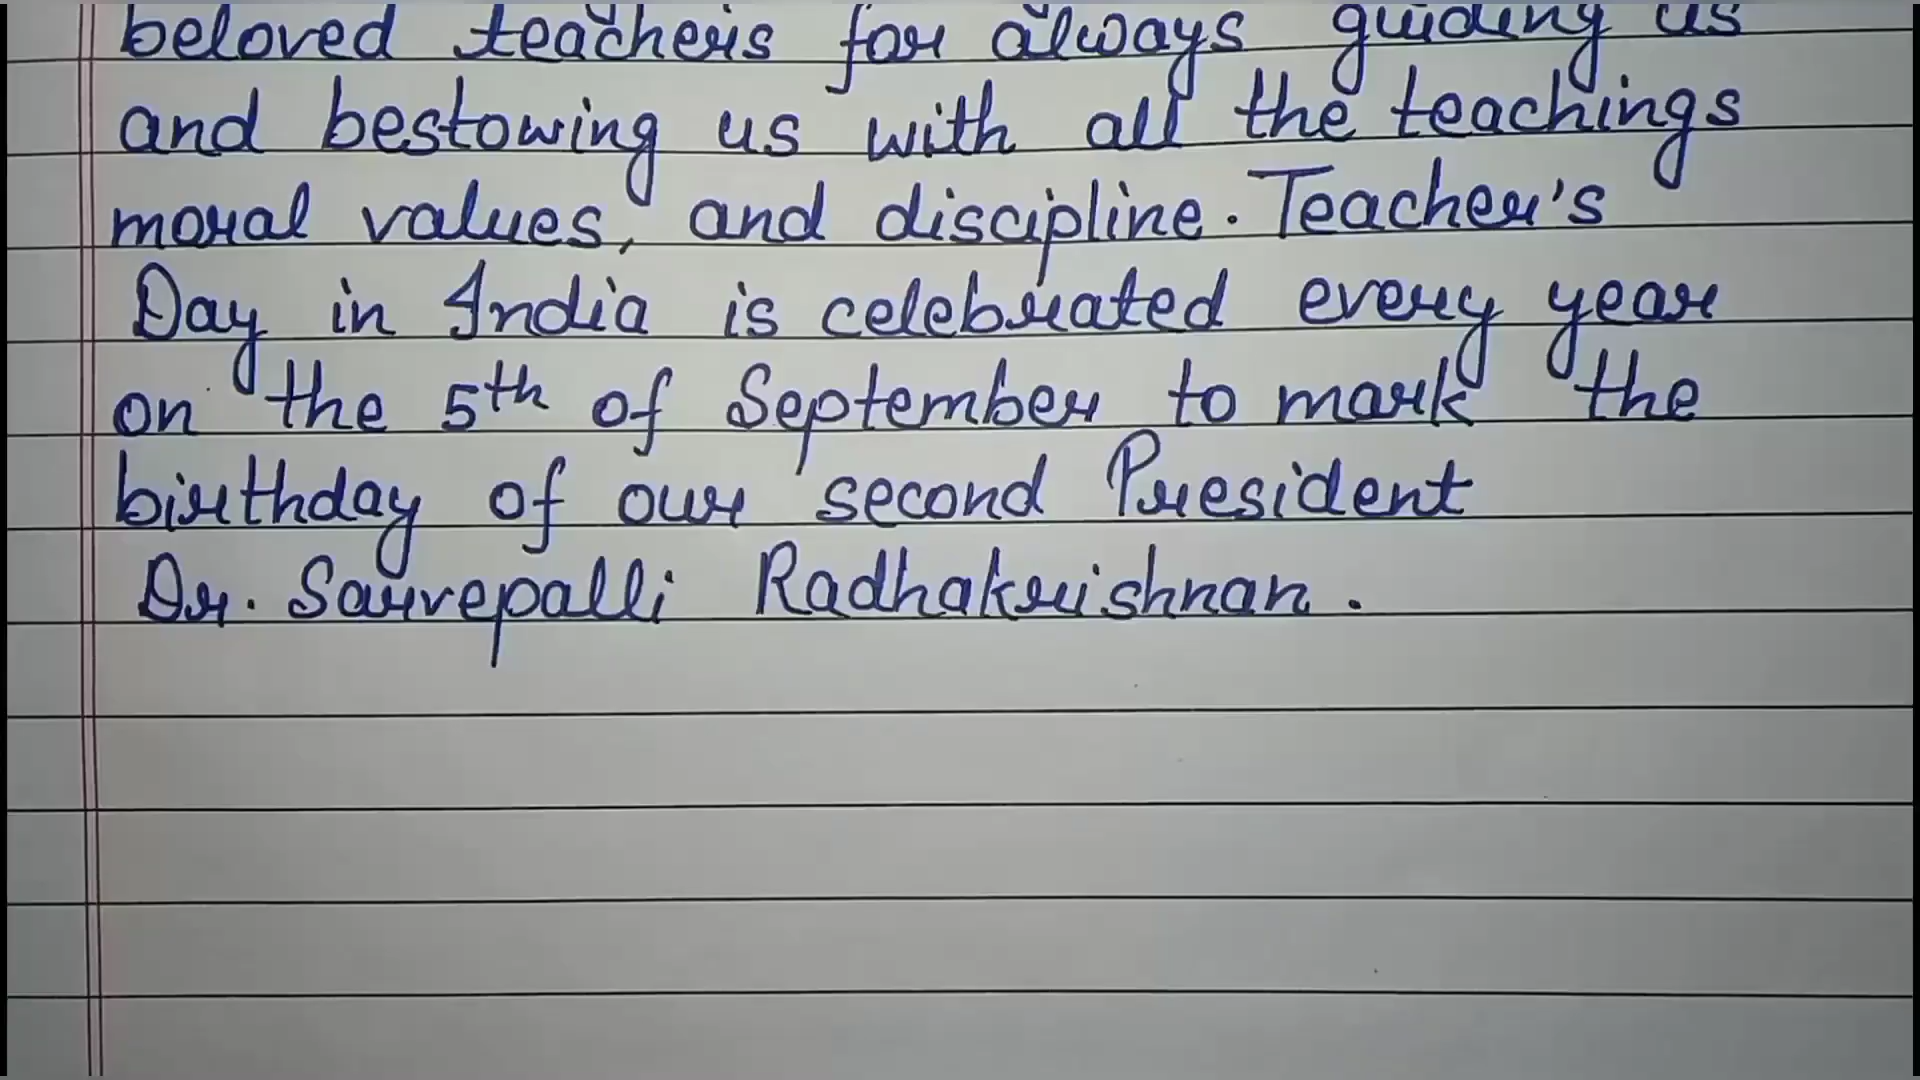 beloved teachers for always guiding us
and bestowing us with all the teachings
moral values, and discipline. Teacher's
Day in India is celebrated every year
on the 5th of September to mark the
birthday of our second President
Dr. Sarvepalli Radhakrishnan.